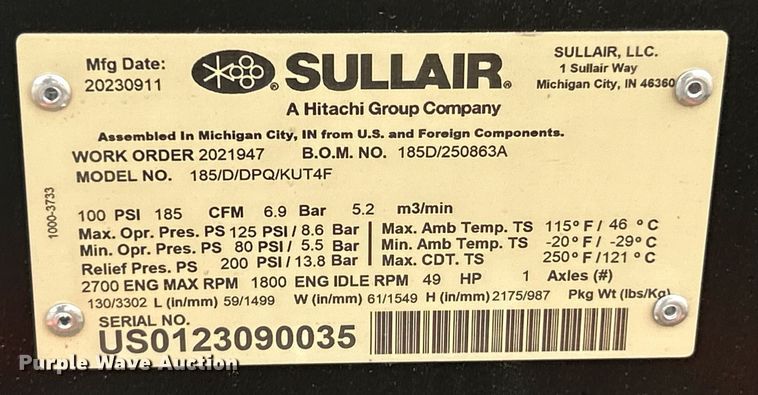 Mfg Date:
20230911
SULLAIR®
A Hitachi Group Company
SULLAIR, LLC.
1 Sullair Way
Michigan City, IN 46360
Assembled In Michigan City, IN from U.S. and Foreign Components.
WORK ORDER 2021947 B.O.M. NO. 185D/250863A
MODEL NO. 185/D/DPQ/KUT4F
1000-3733
100 PSI 185 CFM 6.9 Bar 5.2 m3/min
Max. Opr. Press. PS 125 PSI / 8.6 Bar Max. Amb Temp. TS 115° F / 46 °C
Min. Opr. Press. PS 80 PSI / 5.5 Bar Min. Amb Temp. TS -20° F / -29° C
Relief Pres. PS 200 PSI / 13.8 Bar Max. CDT. TS 250° F /121 °C
2700 ENG MAX RPM 1800 ENG IDLE RPM 49 HP 1 Axles (#)
130/3302 L (in/mm) 59/1499 W (in/mm) 61/1549 H (in/mm) 2175/987 Pkg Wt (lbs/Kg)
SERIAL NO.
US0123090035
Purple Wave Auction